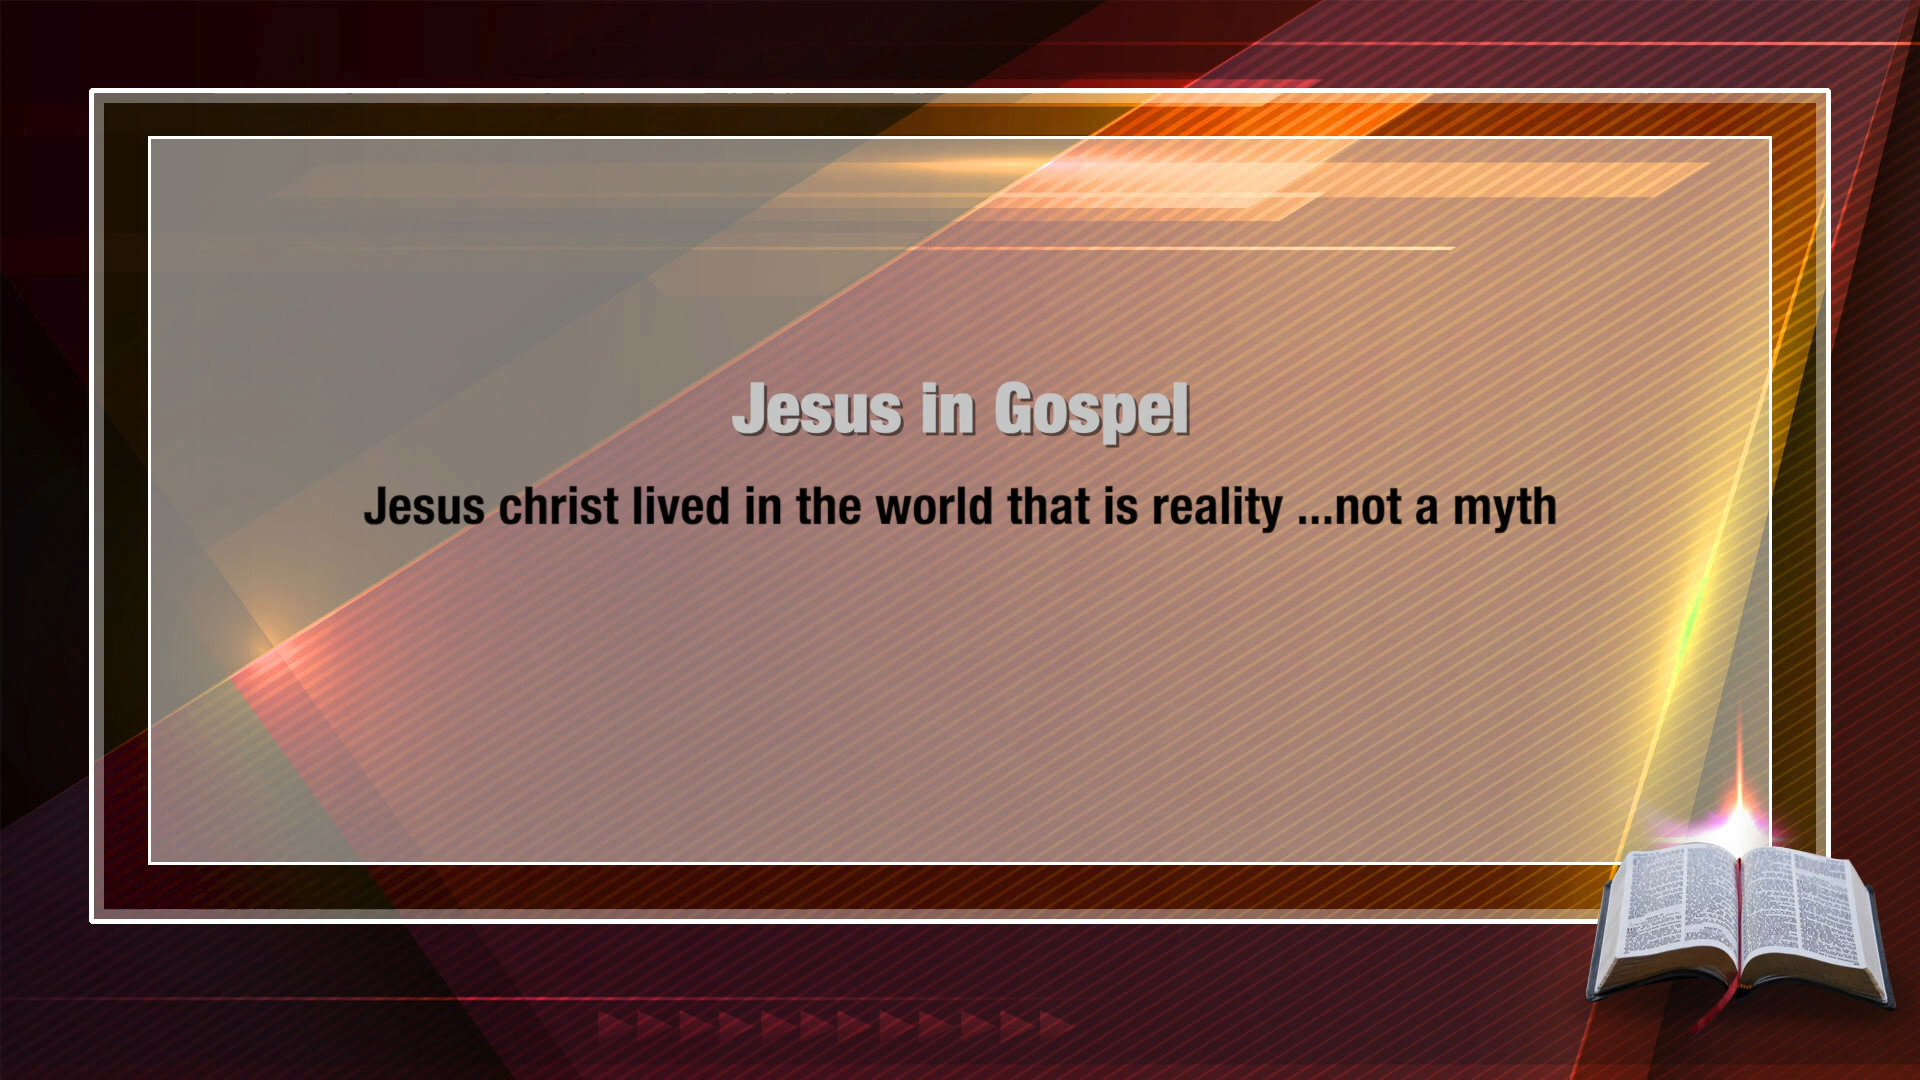 Jesus in Gospel
Jesus christ lived in the world that is reality ...not a myth